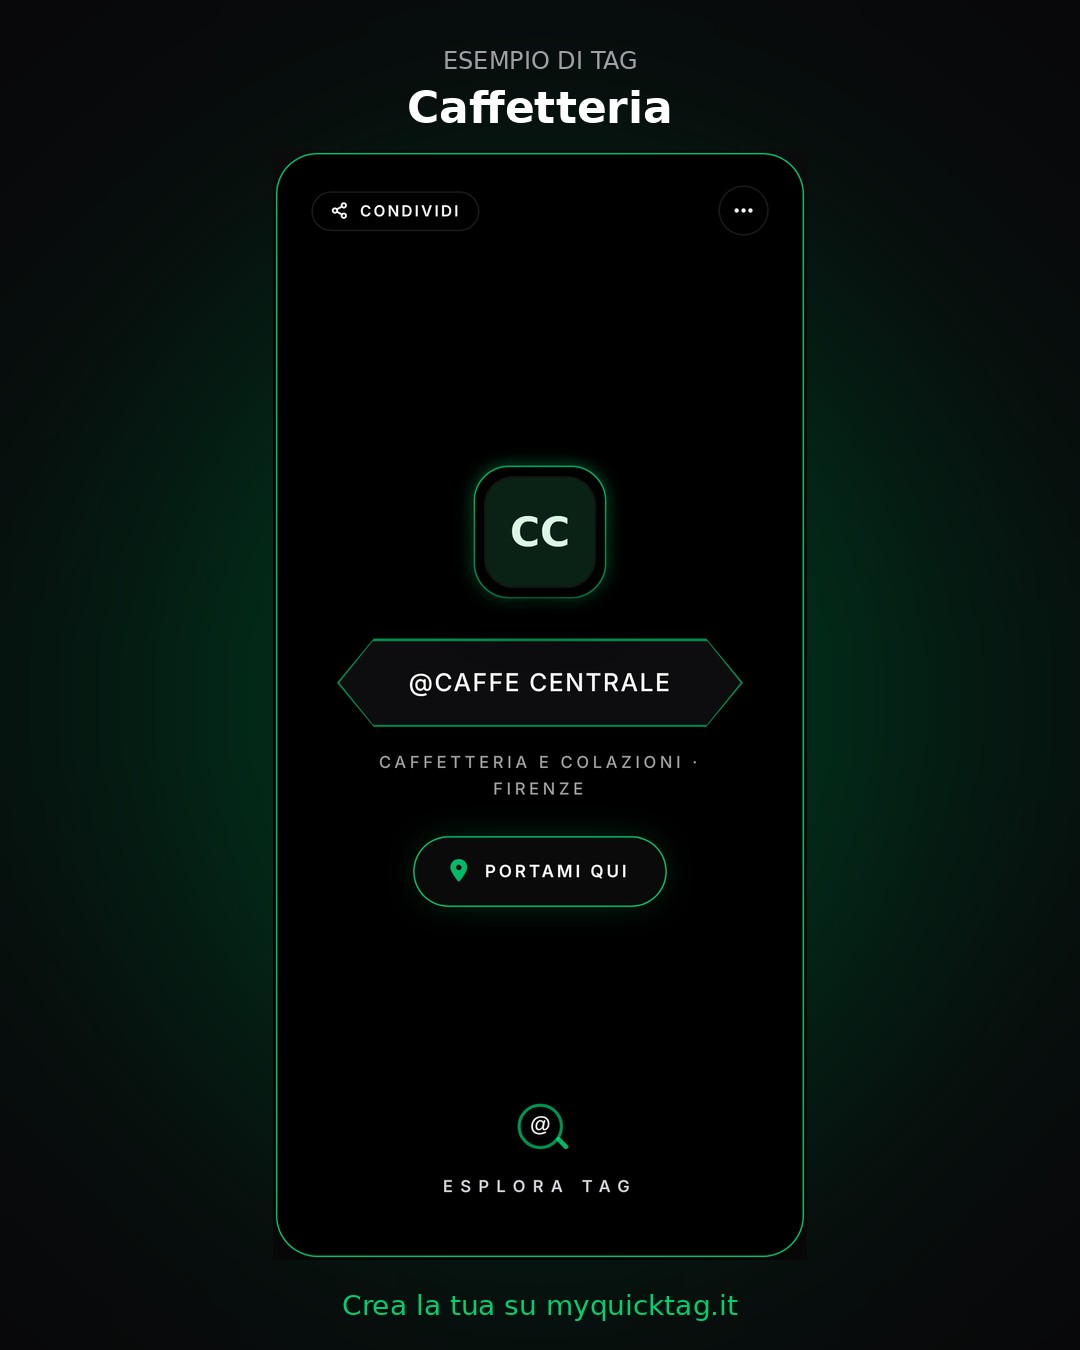 ESEMPIO DI TAG
Caffetteria
CONDIVIDI
CC
@CAFFE CENTRALE
CAFFETTERIA E COLAZIONI ·
FIRENZE
PORTAMI QUI
@
ESPLORA TAG
Crea la tua su myquicktag.it